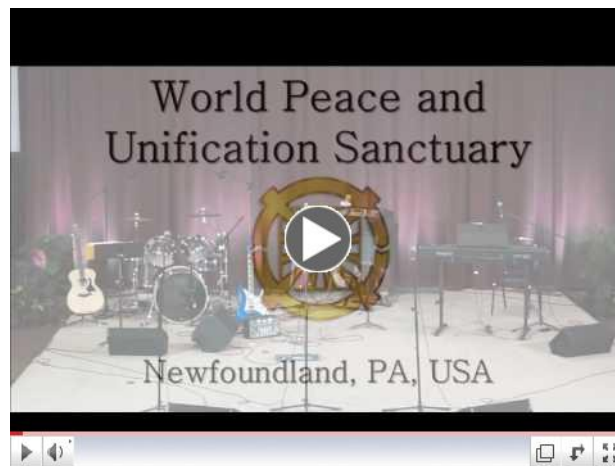 World Peace and
Unification Sanctuary
Newfoundland, PA, USA